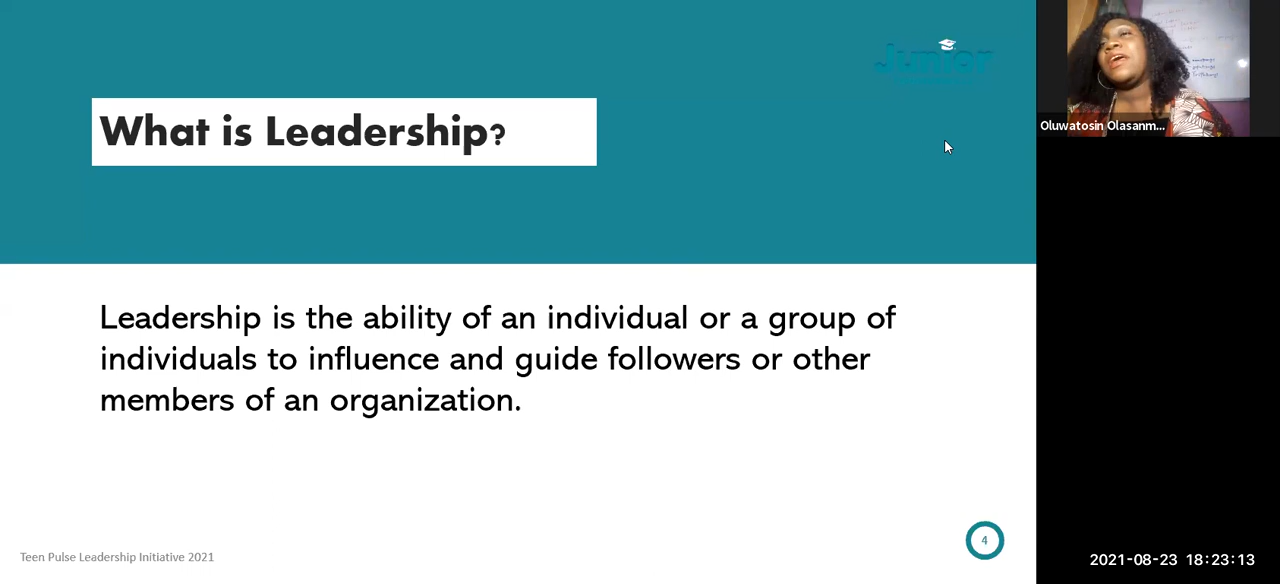 Junior
What is Leadership?
Leadership is the ability of an individual or a group of
individuals to influence and guide followers or other
members of an organization.
Teen Pulse Leadership Initiative 2021
4
Oluwatosin Olasanm...
2021-08-23 18:23:13